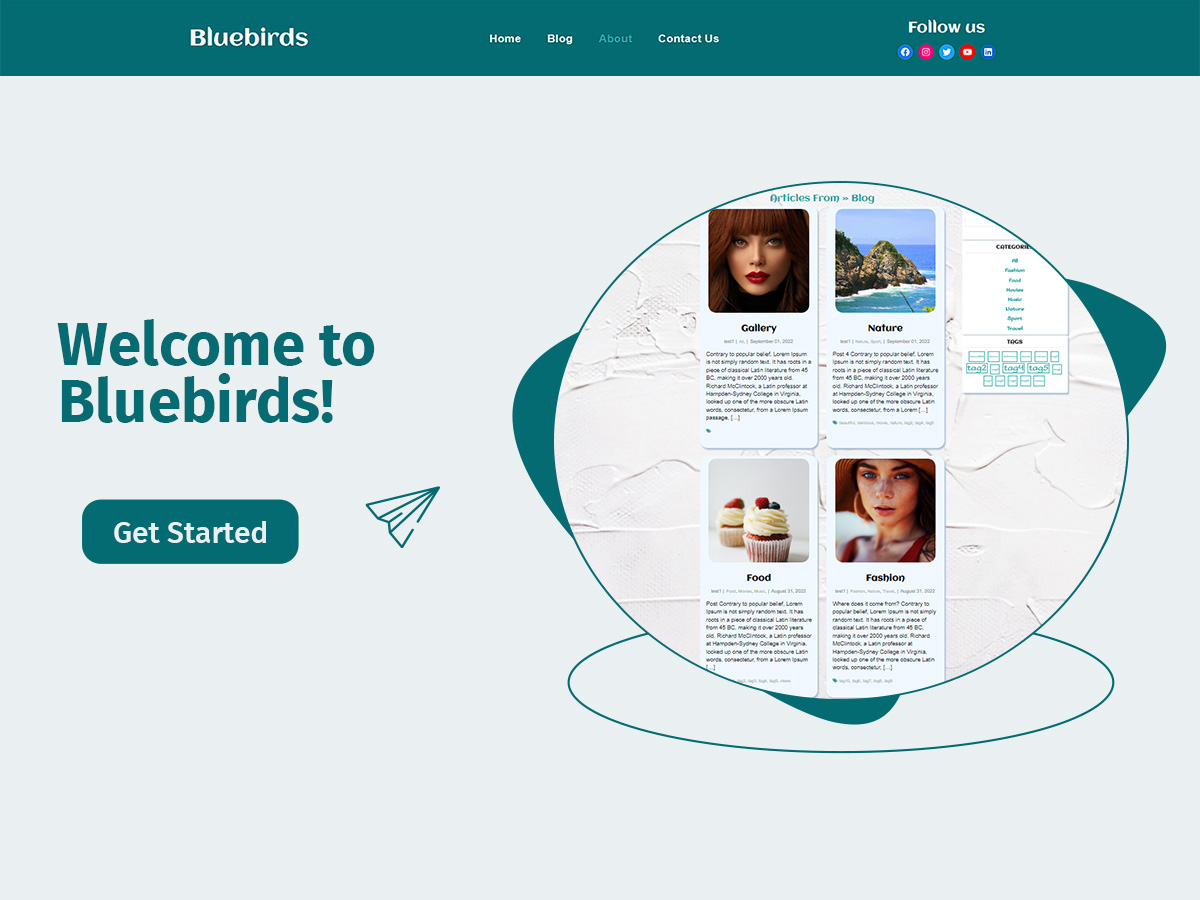 Bluebirds
Home Blog About Contact Us
Follow us
Welcome to
Bluebirds!
Get Started
Articles From » Blog
Gallery
test1 | All, | September 01, 2022
Contrary to popular belief, Lorem Ipsum
is not simply random text. It has roots in a
piece of classical Latin literature from 45
BC, making it over 2000 years old.
Richard McClintock, a Latin professor at
Hampden-Sydney College in Virginia,
looked up one of the more obscure Latin
words, consectetur, from a Lorem Ipsum
passage, [...]
Nature
test1 | Nature, Sport, | September 01, 2022
Post 4 Contrary to popular belief, Lorem
Ipsum is not simply random text. It has
roots in a piece of classical Latin
literature from 45 BC, making it over
2000 years old. Richard McClintock, a
Latin professor at Hampden-Sydney
College in Virginia, looked up one of the
more obscure Latin words, consectetur,
from a Lorem [...]
Food
test1 | Food, Movies, Music, | August 31, 2022
Post Contrary to popular belief, Lorem
Ipsum is not simply random text. It has
roots in a piece of classical Latin literature
from 45 BC, making it over 2000 years
old. Richard McClintock, a Latin professor
at Hampden-Sydney College in Virginia,
looked up one of the more obscure Latin
words, consectetur, from a Lorem Ipsum
[...]
Fashion
test1 | Fashion, Nature, Travel, | August 31, 2022
Where does it come from? Contrary to
popular belief, Lorem Ipsum is not simply
random text. It has roots in a piece of
classical Latin literature from 45 BC,
making it over 2000 years old. Richard
McClintock, a Latin professor at
Hampden-Sydney College in Virginia,
looked up one of the more obscure Latin
words, consectetur, [...]
CATEGORIE
All
Fashion
Food
Movies
Music
Nature
Sport
Travel
TAGS
tag2 tag4 tag5